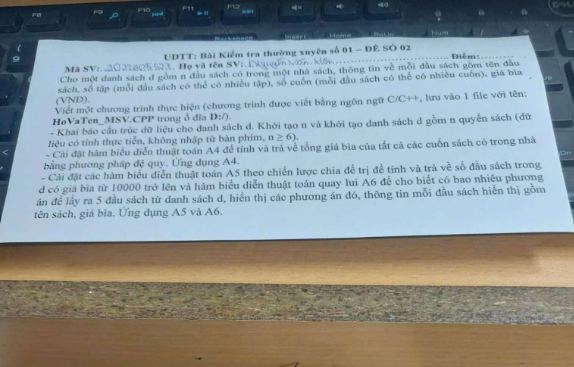 F8
F9
F10
F11
F12
Backspace
Insert
Home
Num
UDTT: Bài Kiểm tra thường xuyên số 01 – ĐỀ SỐ 02
Mã SV: Họ và tên SV: Điểm:
Cho một danh sách d gồm n đầu sách có trong một nhà sách, thông tin về mỗi đầu sách gồm tên đầu
sách, số tập (mỗi đầu sách có thể có nhiều tập), số cuốn (mỗi đầu sách có thể có nhiều cuốn), giá bìa
(VND).
Viết một chương trình thực hiện (chương trình được viết bằng ngôn ngữ C/C++, lưu vào 1 file với tên:
HoVaTen_MSV.CPP trong ổ đĩa D:/).
- Khai báo cấu trúc dữ liệu cho danh sách d. Khởi tạo n và khởi tạo danh sách d gồm n quyển sách (dữ
liệu có tính thực tiễn, không nhập từ bàn phím, n ≥ 6).
- Cài đặt hàm biểu diễn thuật toán A4 để tính và trả về tổng giá bìa của tất cả các cuốn sách có trong nhà
bằng phương pháp đệ quy. Ứng dụng A4.
- Cài đặt các hàm biểu diễn thuật toán A5 theo chiến lược chia để trị để tính và trả về số đầu sách trong
d có giá bìa từ 10000 trở lên và hàm biểu diễn thuật toán quay lui A6 để cho biết có bao nhiêu phương
án để lấy ra 5 đầu sách từ danh sách d, hiển thị các phương án đó, thông tin mỗi đầu sách hiển thị gồm
tên sách, giá bìa. Ứng dụng A5 và A6.